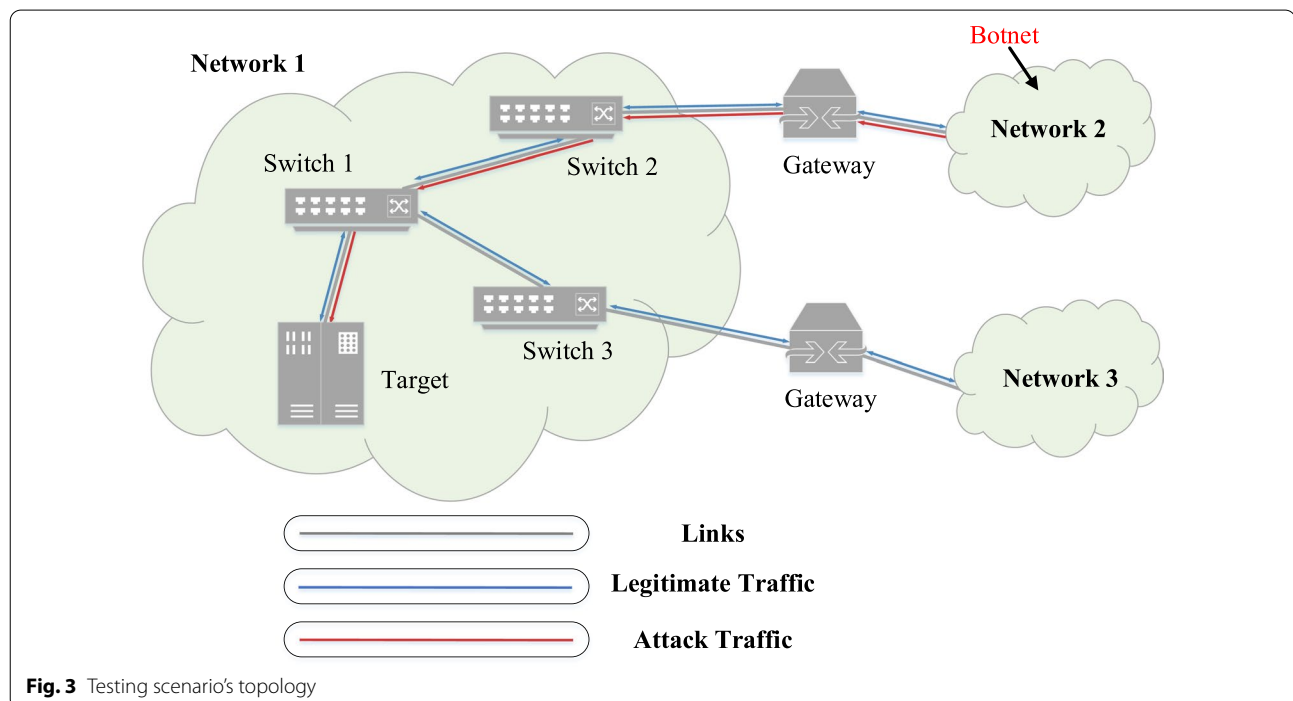 Botnet
Network 1
Network 2
Switch 1
Switch 2
Gateway
Switch 3
Target
Gateway
Network 3
Links
Legitimate Traffic
Attack Traffic
Fig. 3 Testing scenario's topology